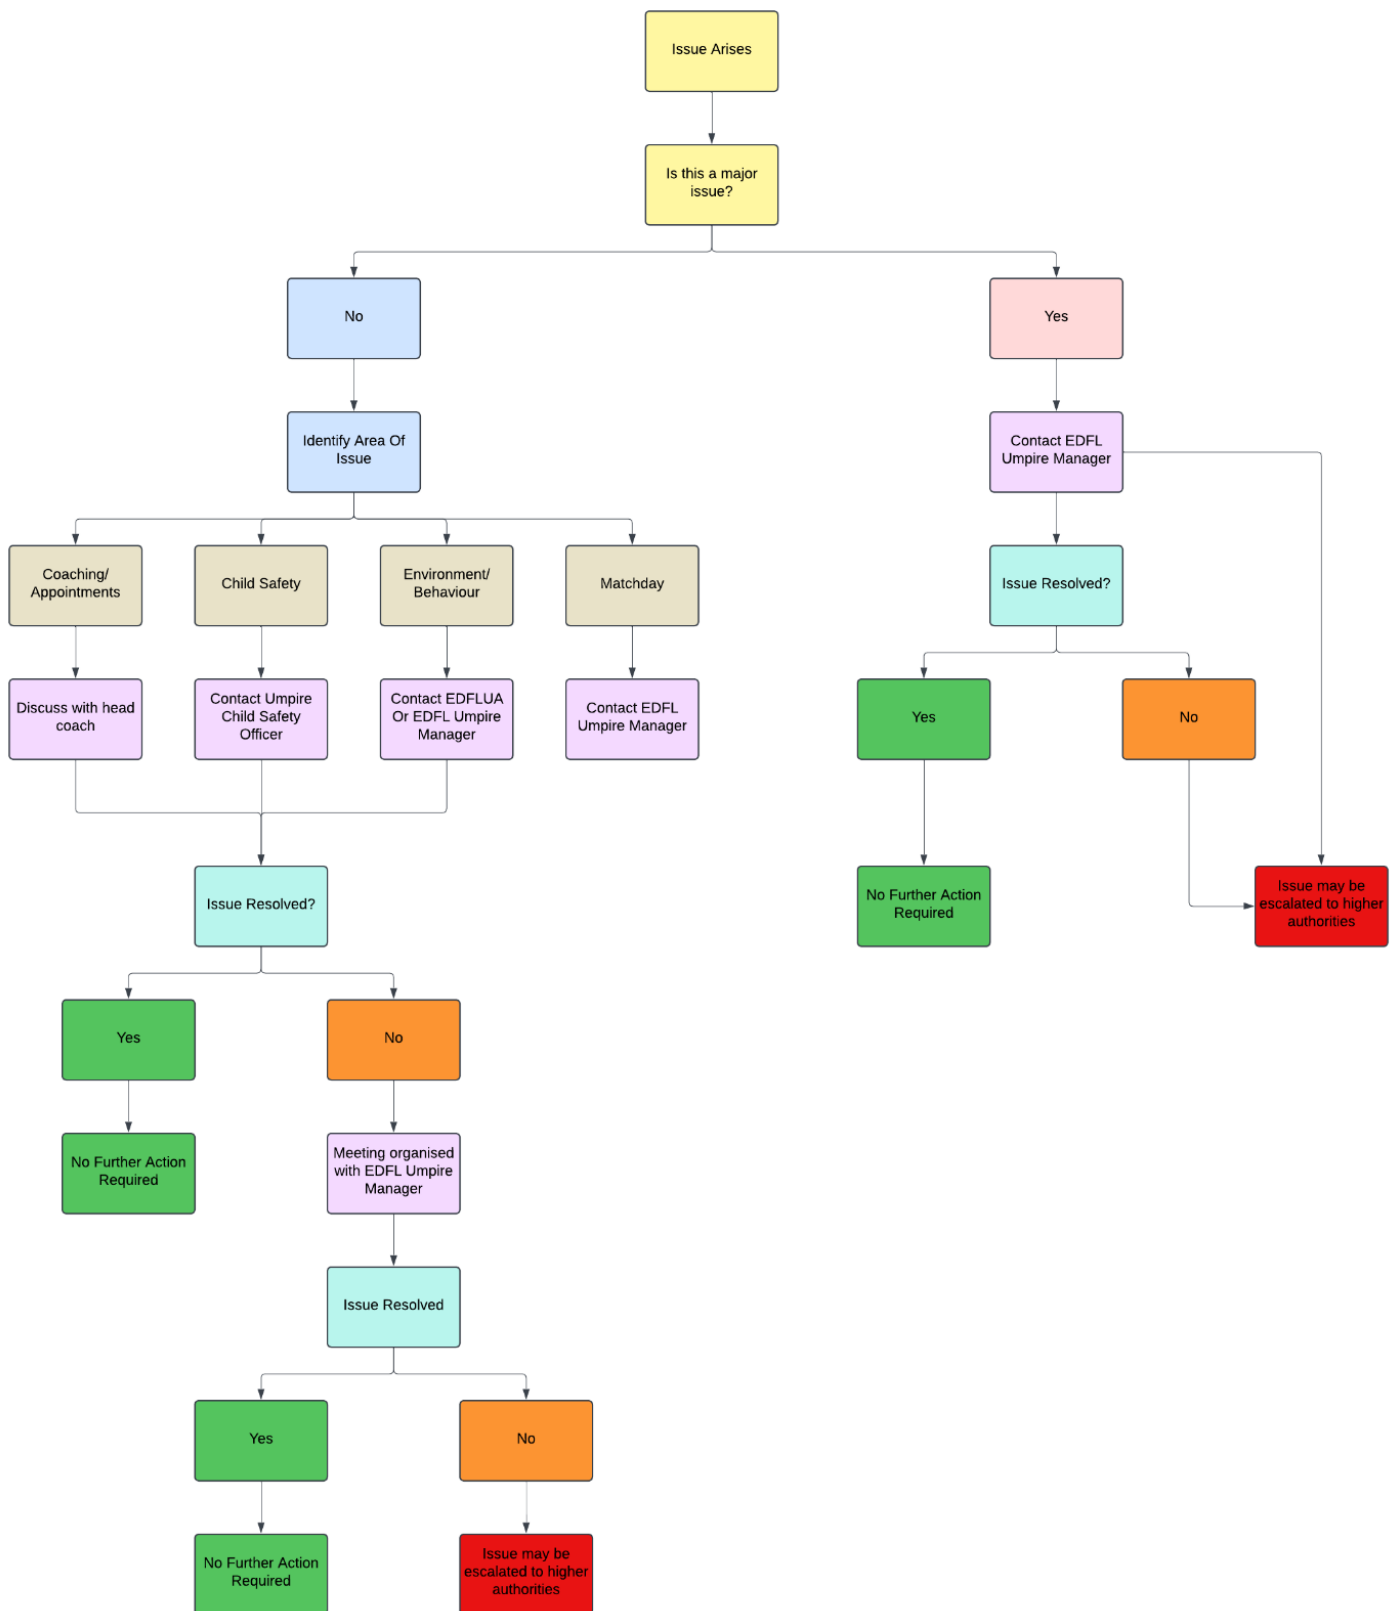 Issue Arises
Is this a major
issue?
No
Yes
Identify Area Of
Issue
Contact EDFL
Umpire Manager
Coaching/
Appointments
Child Safety
Environment/
Behaviour
Matchday
Issue Resolved?
Discuss with head
coach
Contact Umpire
Child Safety
Officer
Contact EDFLUA
Or EDFL Umpire
Manager
Contact EDFL
Umpire Manager
Yes
No
Issue Resolved?
No Further Action
Required
Issue may be
escalated to higher
authorities
Yes
No
No Further Action
Required
Meeting organised
with EDFL Umpire
Manager
Issue Resolved
Yes
No
No Further Action
Required
Issue may be
escalated to higher
authorities